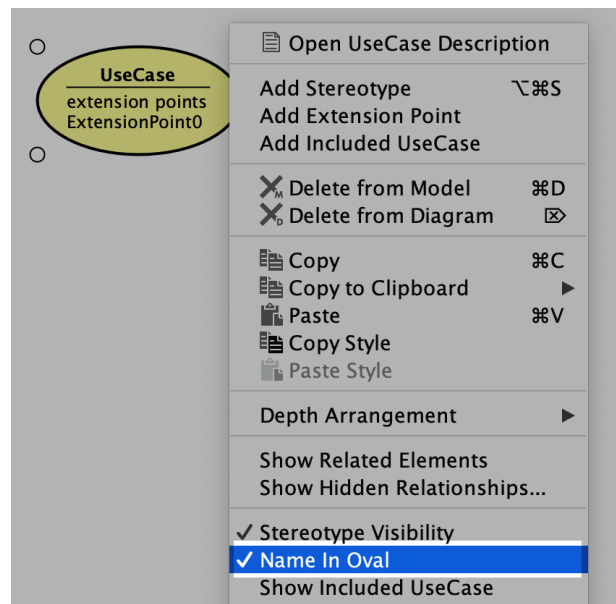 UseCase
extension points
ExtensionPoint0
Open UseCase Description
Add Stereotype ⌥⌘S
Add Extension Point
Add Included UseCase
Delete from Model ⌘D
Delete from Diagram ⌦
Copy ⌘C
Copy to Clipboard
Paste ⌘V
Copy Style
Paste Style
Depth Arrangement
Show Related Elements
Show Hidden Relationships...
Stereotype Visibility
Name In Oval
Show Included UseCase